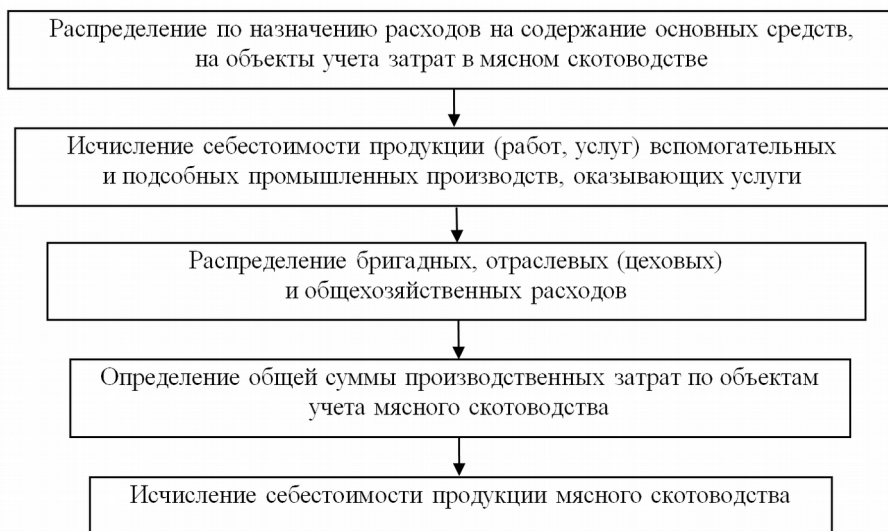 Распределение по назначению расходов на содержание основных средств,
на объекты учета затрат в мясном скотоводстве
Исчисление себестоимости продукции (работ, услуг) вспомогательных
и подсобных промышленных производств, оказывающих услуги
Распределение бригадных, отраслевых (цеховых)
и общехозяйственных расходов
Определение общей суммы производственных затрат по объектам
учета мясного скотоводства
Исчисление себестоимости продукции мясного скотоводства